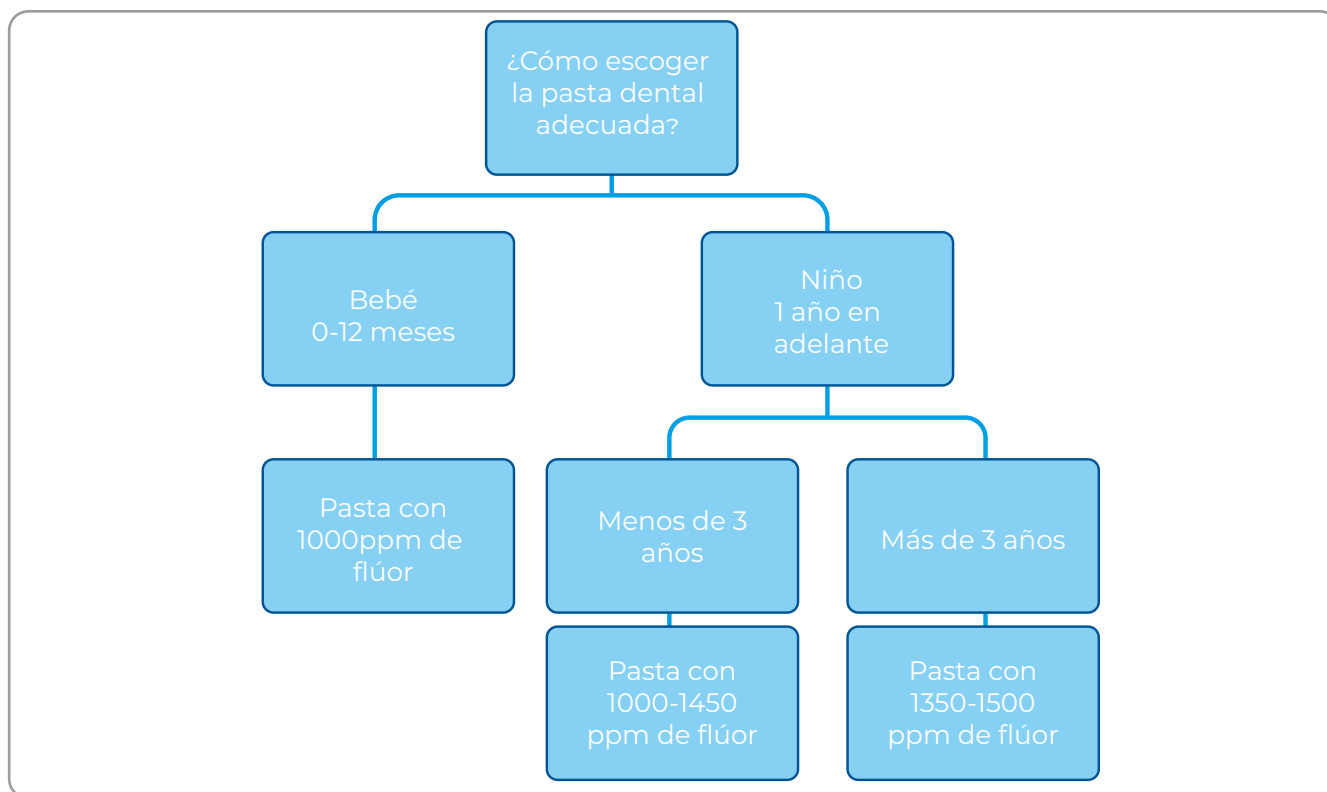 ¿Cómo escoger
la pasta dental
adecuada?
Bebé
0-12 meses
Niño
1 año en
adelante
Pasta con
1000ppm de
flúor
Menos de 3
años
Más de 3 años
Pasta con
1000-1450
ppm de flúor
Pasta con
1350-1500
ppm de flúor